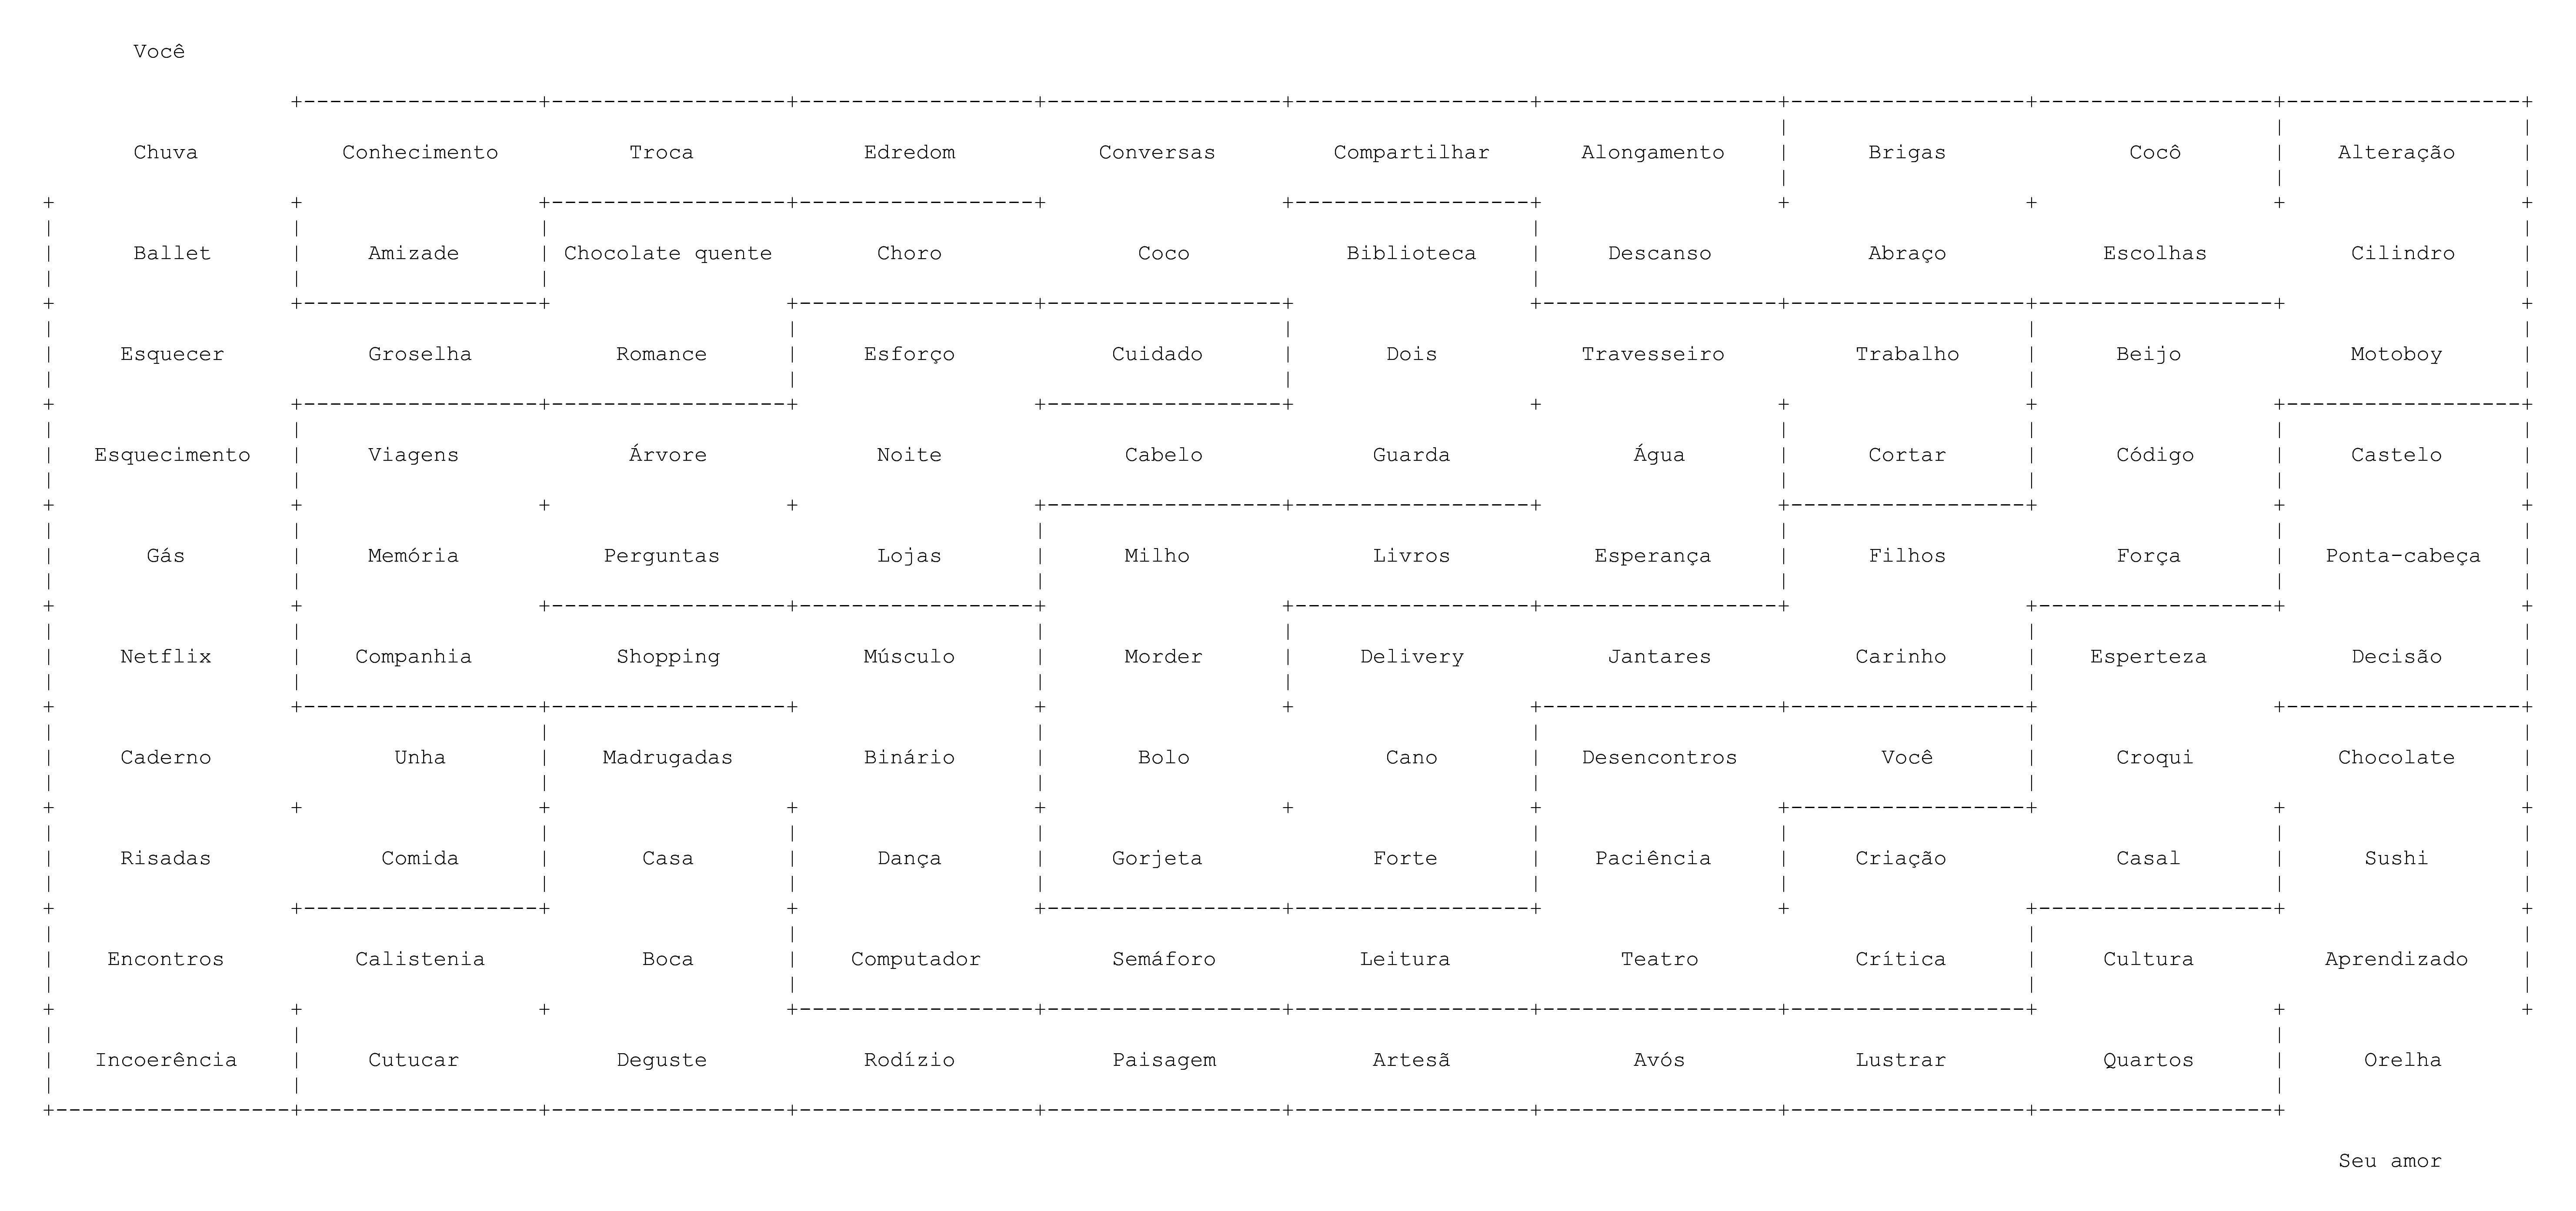 Você
Chuva Conhecimento Troca Edredom Conversas Compartilhar Alongamento Brigas Cocô Alteração
Ballet Amizade Chocolate quente Choro Coco Biblioteca Descanso Abraço Escolhas Cilindro
Esquecer Groselha Romance Esforço Cuidado Dois Travesseiro Trabalho Beijo Motoboy
Esquecimento Viagens Árvore Noite Cabelo Guarda Água Cortar Código Castelo
Gás Memória Perguntas Lojas Milho Livros Esperança Filhos Força Ponta-cabeça
Netflix Companhia Shopping Músculo Morder Delivery Jantares Carinho Esperteza Decisão
Caderno Unha Madrugadas Binário Bolo Cano Desencontros Você Croqui Chocolate
Risadas Comida Casa Dança Gorjeta Forte Paciência Criação Casal Sushi
Encontros Calistenia Boca Computador Semáforo Leitura Teatro Crítica Cultura Aprendizado
Incoerência Cutucar Deguste Rodízio Paisagem Artesã Avós Lustrar Quartos Orelha
Seu amor